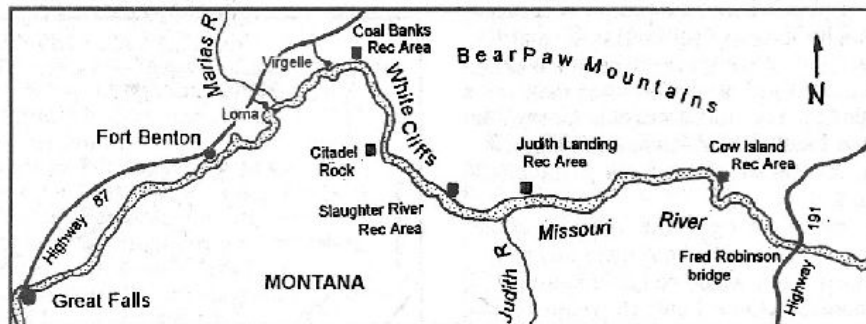 Marias R
Coal Banks
Rec Area
Virgelle
BearPaw Mountains
N
White Cliffs
Loma
Fort Benton
Citadel
Rock
Judith Landing
Rec Area
Cow Island
Rec Area
Highway 87
Slaughter River
Rec Area
Missouri River
Highway 191
Fred Robinson
bridge
Judith R
MONTANA
Great Falls